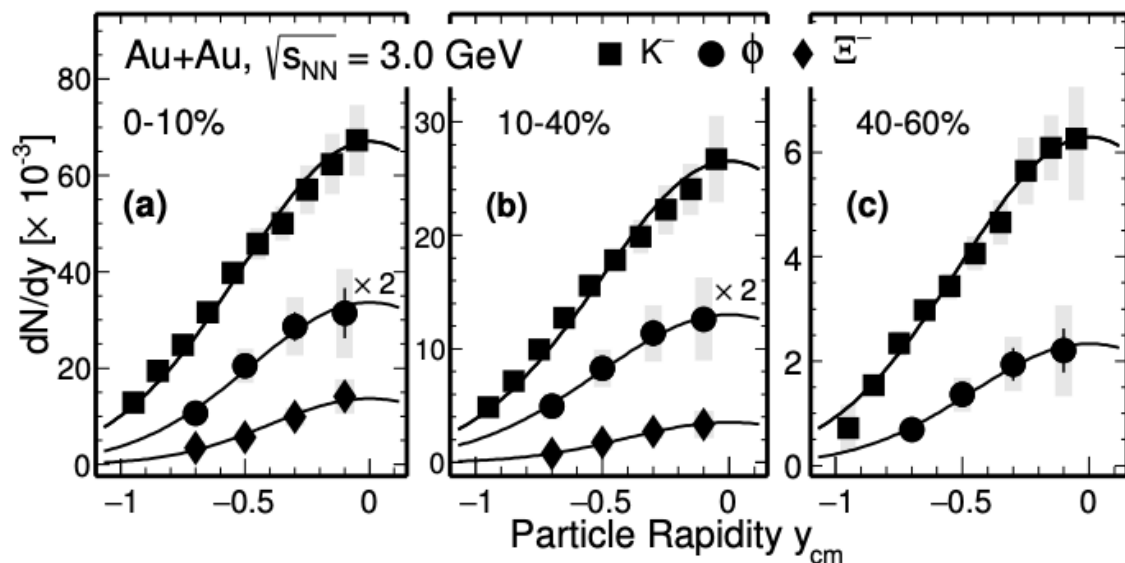 Au+Au, √s_NN = 3.0 GeV ■ K⁻ ● ϕ ♦ Ξ⁻
dN/dy [× 10⁻³]
80
60
40
20
0
0-10%
(a)
× 2
−1 −0.5 0
30
20
10
0
10-40%
(b)
× 2
−1 −0.5 0
6
4
2
0
40-60%
(c)
−1 −0.5 0
Particle Rapidity y_cm